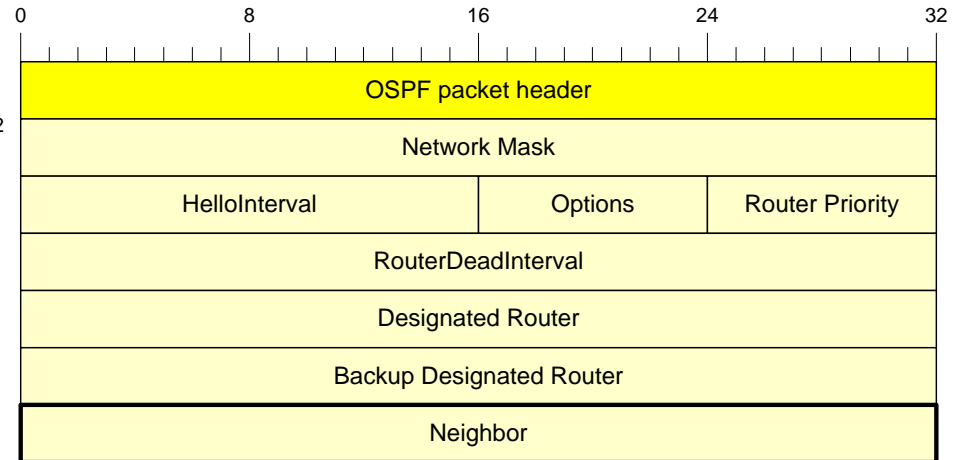 0 8 16 24 32
OSPF packet header
2
Network Mask
HelloInterval Options Router Priority
RouterDeadInterval
Designated Router
Backup Designated Router
Neighbor